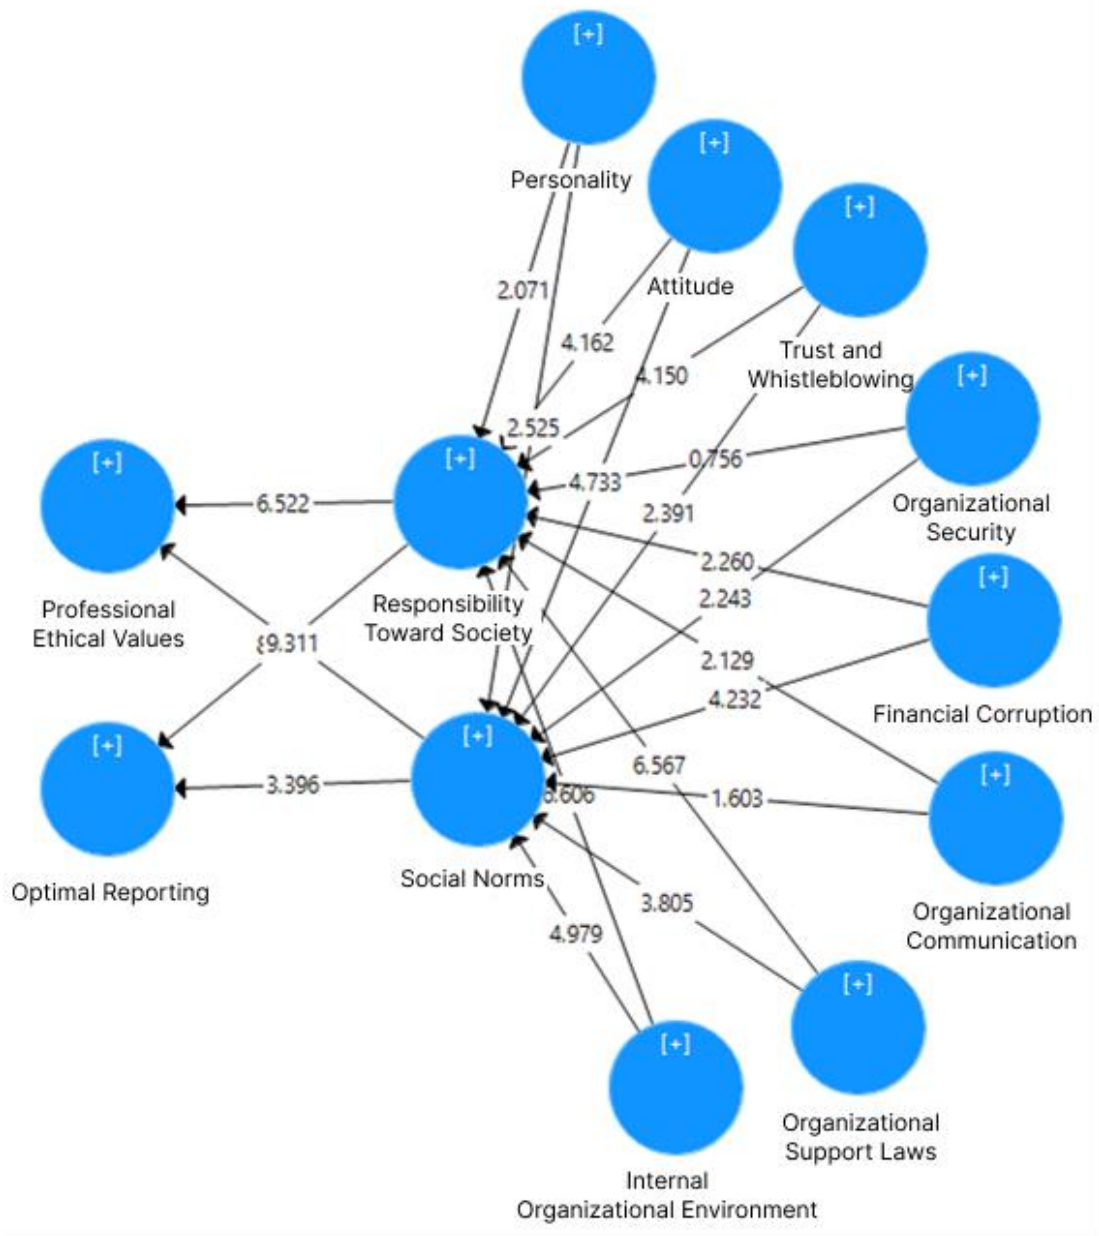 [+]
Personality
[+]
Attitude
[+]
Trust and
Whistleblowing
[+]
Organizational
Security
[+]
Financial Corruption
[+]
Organizational
Communication
[+]
Organizational
Support Laws
[+]
Internal
Organizational Environment
[+]
Responsibility
Toward Society
[+]
Social Norms
[+]
Professional
Ethical Values
[+]
Optimal Reporting
2.071
4.162
4.150
2.525
0.756
4.733
2.391
6.522
2.260
2.243
9.311
2.129
4.232
6.567
3.396
1.603
3.805
4.979